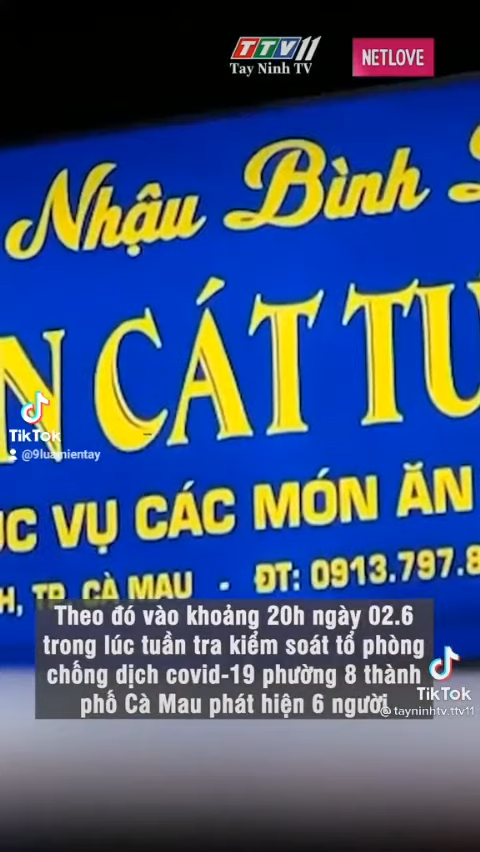 TTV11
Tay Ninh TV
NETLOVE
Nhậu Bình
CÁT
VỤ CÁC MÓN ĂN
TP. CÀ MAU - ĐT: 0913.797.8
TikTok
@9luamientay
Theo đó vào khoảng 20h ngày 02.6
trong lúc tuần tra kiểm soát tổ phòng
chống dịch covid-19 phường 8 thành
phố Cà Mau phát hiện 6 người
TikTok
@tayninhtv.ttv11